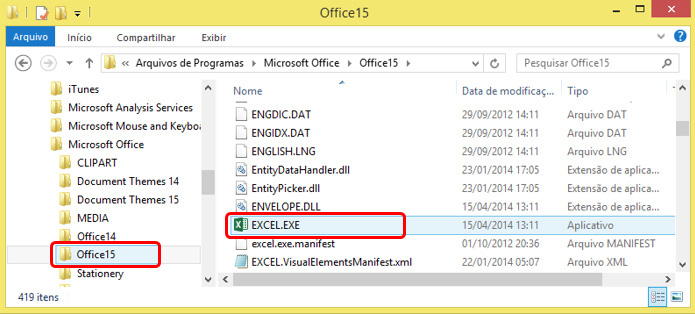 Office15
Arquivo Início Compartilhar Exibir
« Arquivos de Programas Microsoft Office Office15
Pesquisar Office15
iTunes
Microsoft Analysis Services
Microsoft Mouse and Keybo
Microsoft Office
CLIPART
Document Themes 14
Document Themes 15
MEDIA
Office14
Office15
Stationery
Nome Data de modificaç... Tipo
ENGDIC.DAT 29/09/2012 14:11 Arquivo DAT
ENGIDX.DAT 29/09/2012 14:11 Arquivo DAT
ENGLISH.LNG 29/09/2012 14:11 Arquivo LNG
EntityDataHandler.dll 23/01/2014 17:05 Extensão de aplica...
EntityPicker.dll 23/01/2014 17:05 Extensão de aplica...
ENVELOPE.DLL 15/04/2014 13:11 Extensão de aplica...
EXCEL.EXE 15/04/2014 13:11 Aplicativo
excel.exe.manifest 01/10/2012 20:36 Arquivo MANIFEST
EXCEL.VisualElementsManifest.xml 22/01/2014 05:07 Arquivo XML
419 itens